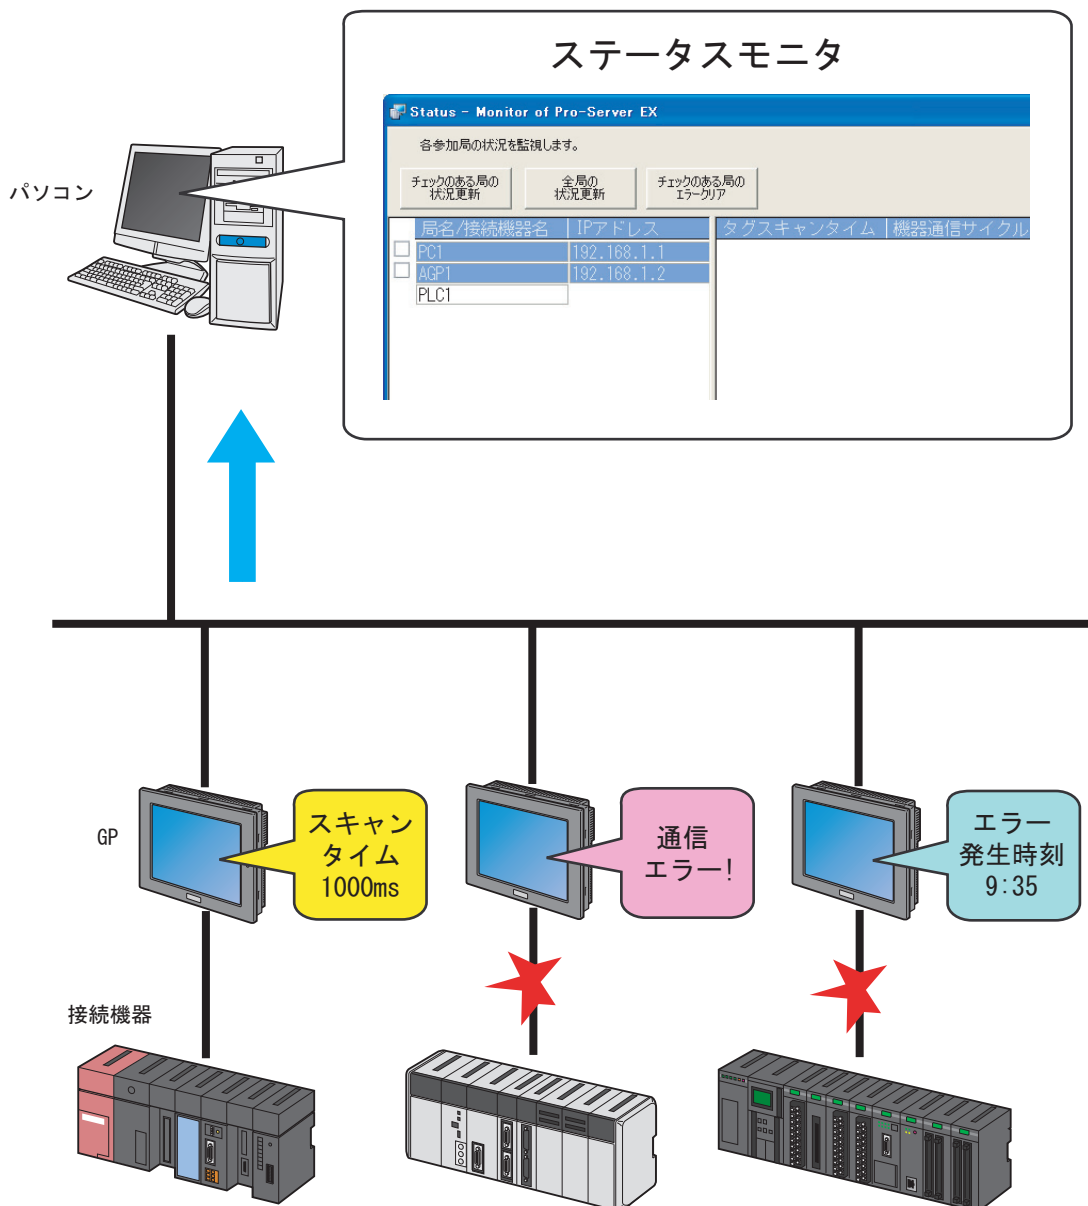 ステータスモニタ
Status - Monitor of Pro-Server EX
各参加局の状況を監視します。
チェックのある局の
状況更新
全局の
状況更新
チェックのある局の
エラークリア
局名/接続機器名 IPアドレス タグスキャンタイム 機器通信サイクル
PC1 192.168.1.1
AGP1 192.168.1.2
PLC1
パソコン
GP
スキャン
タイム
1000ms
通信
エラー!
エラー
発生時刻
9:35
接続機器